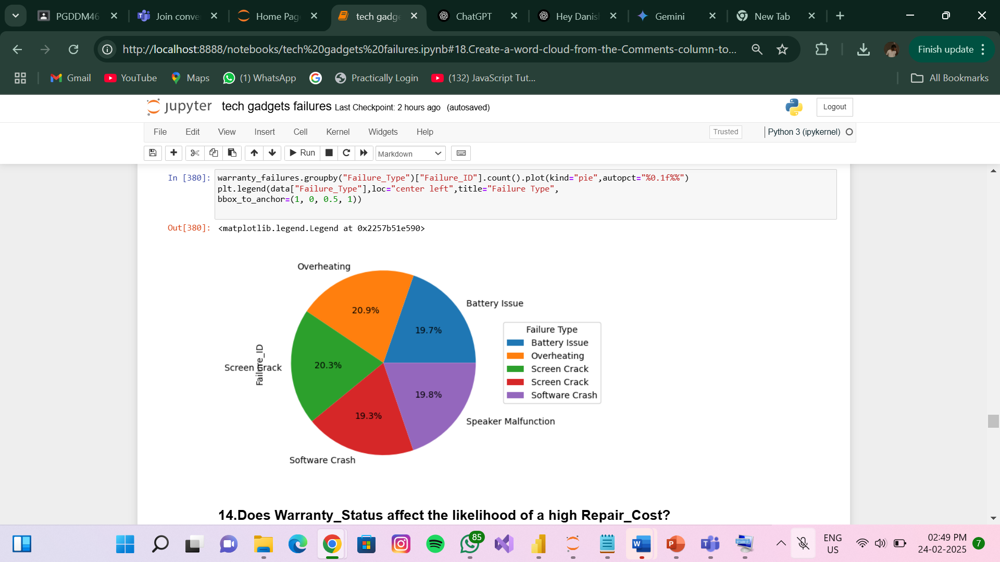 PGDDM46
Join conve
Home Pag
tech gadge
ChatGPT
Hey Danis
Gemini
New Tab
http://localhost:8888/notebooks/tech%20gadgets%20failures.ipynb#18.Create-a-word-cloud-from-the-Comments-column-to...
Finish update
Gmail
YouTube
Maps
(1) WhatsApp
Practically Login
(132) JavaScript Tut...
All Bookmarks
jupyter tech gadgets failures Last Checkpoint: 2 hours ago (autosaved)
Logout
File Edit View Insert Cell Kernel Widgets Help
Trusted
Python 3 (ipykernel)
Run
Markdown
In [380]:
warranty_failures.groupby("Failure_Type")["Failure_ID"].count().plot(kind="pie",autopct="%0.1f%%")
plt.legend(data["Failure_Type"],loc="center left",title="Failure Type",
bbox_to_anchor=(1, 0, 0.5, 1))
Out[380]: <matplotlib.legend.Legend at 0x2257b51e590>
Overheating
Battery Issue
20.9%
19.7%
Failure Type
Battery Issue
Overheating
Screen Crack
Screen Crack
Software Crash
Failure_ID
Screen Crack
20.3%
19.8%
19.3%
Speaker Malfunction
Software Crash
14.Does Warranty_Status affect the likelihood of a high Repair_Cost?
85
ENG
US
02:49 PM
24-02-2025
7